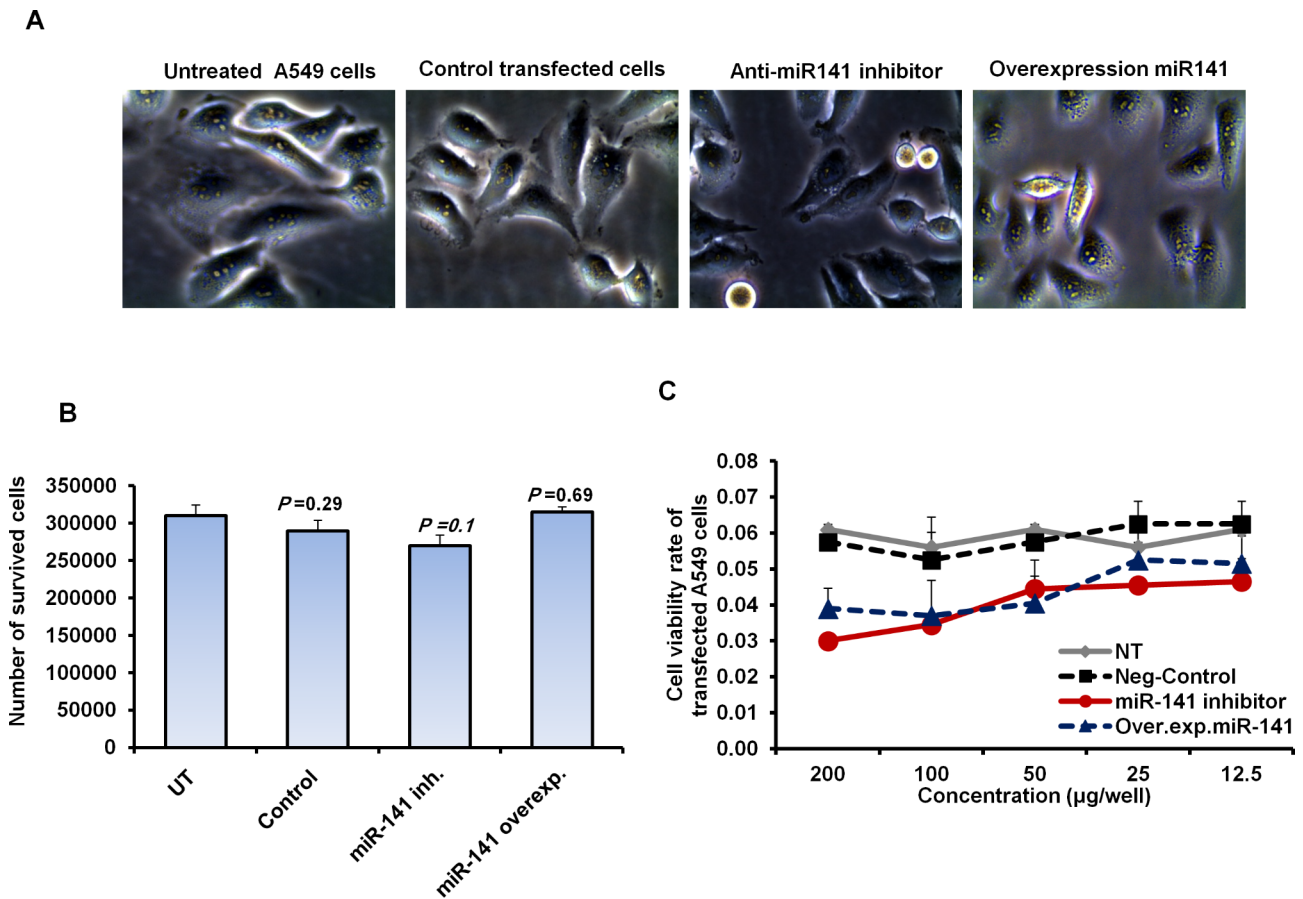 A
Untreated A549 cells
Control transfected cells
Anti-miR141 inhibitor
Overexpression miR141
B
Number of survived cells
350000
300000
250000
200000
150000
100000
50000
0
P=0.29
P=0.1
P=0.69
UT
Control
miR-141 inh.
miR-141 overexp.
C
Cell viability rate of
transfected A549 cells
0.08
0.07
0.06
0.05
0.04
0.03
0.02
0.01
0.00
NT
Neg-Control
miR-141 inhibitor
Over.exp.miR-141
200
100
50
25
12.5
Concentration (µg/well)